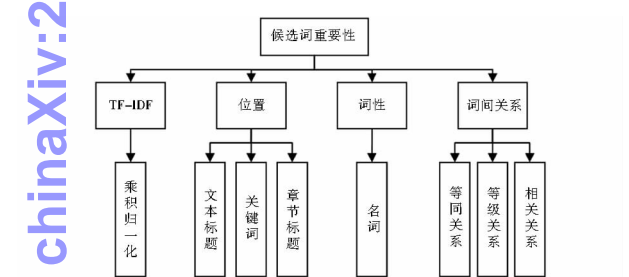 chinaXiv:2
候选词重要性
TF-IDF
位置
词性
词间关系
乘积归一化
文本标题
关键词
章节标题
名词
等同关系
等级关系
相关关系